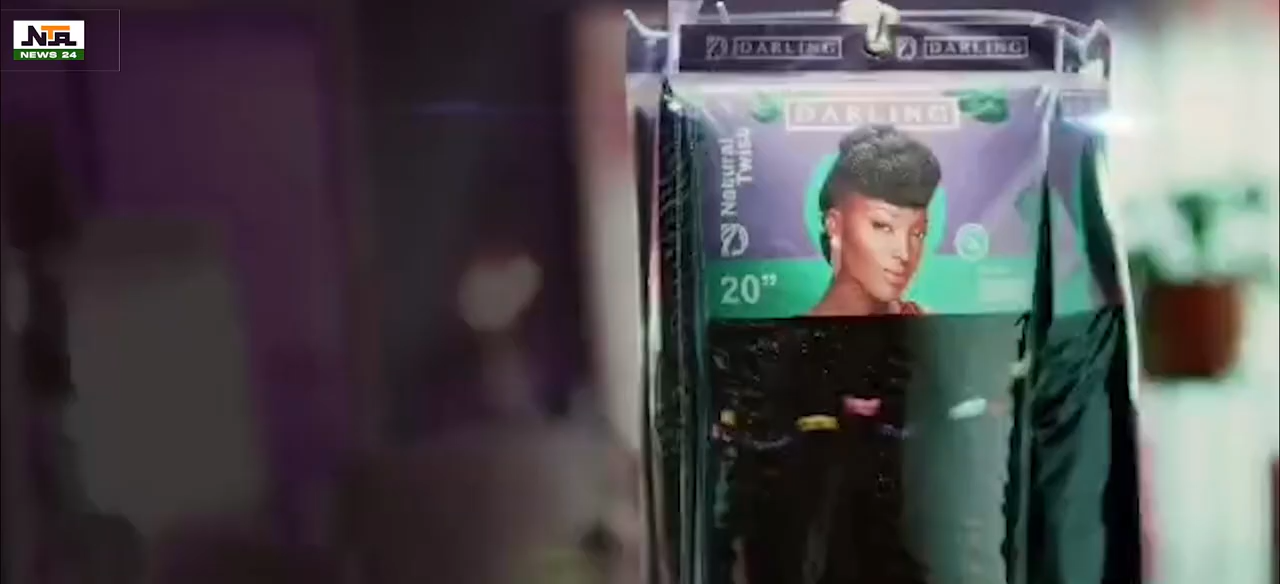 NTA
NEWS 24
DARLING DARLING
DARLING
Natural
Twist
20"